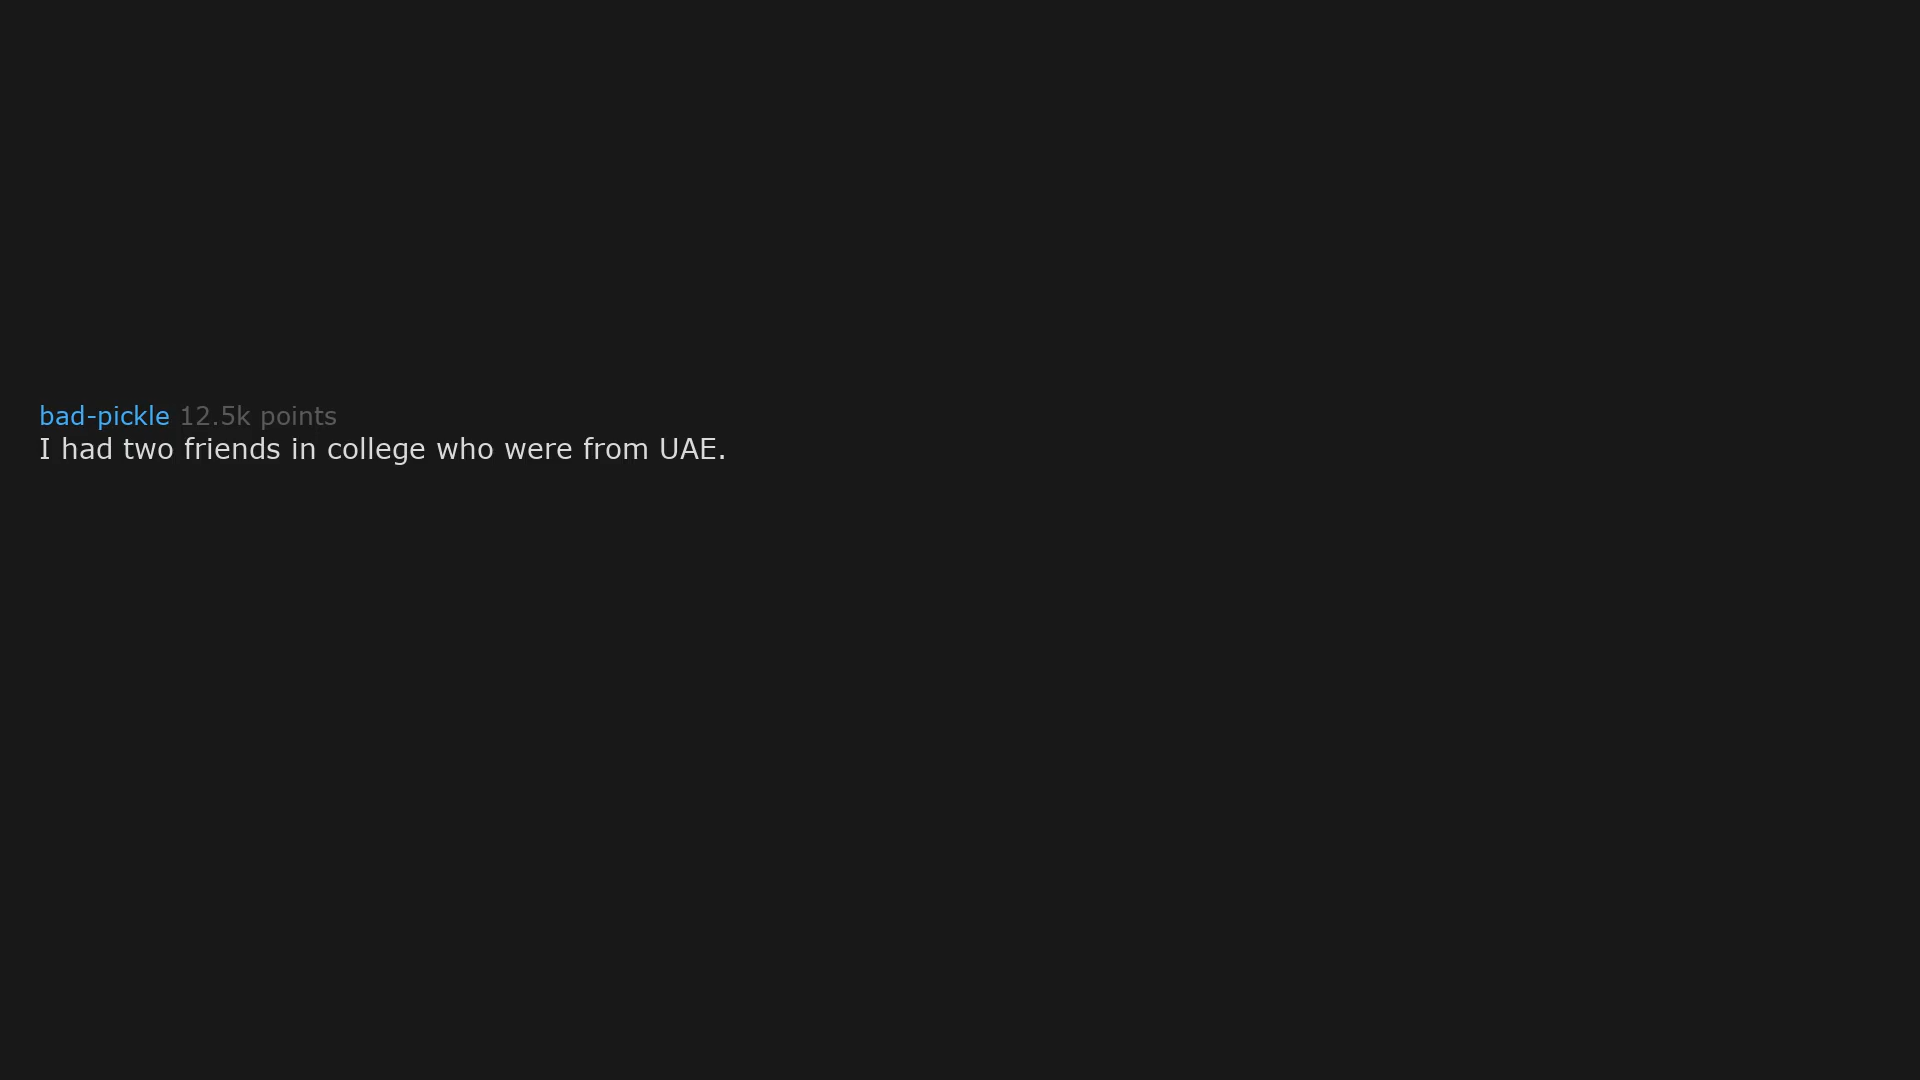 bad-pickle 12.5k points
I had two friends in college who were from UAE.